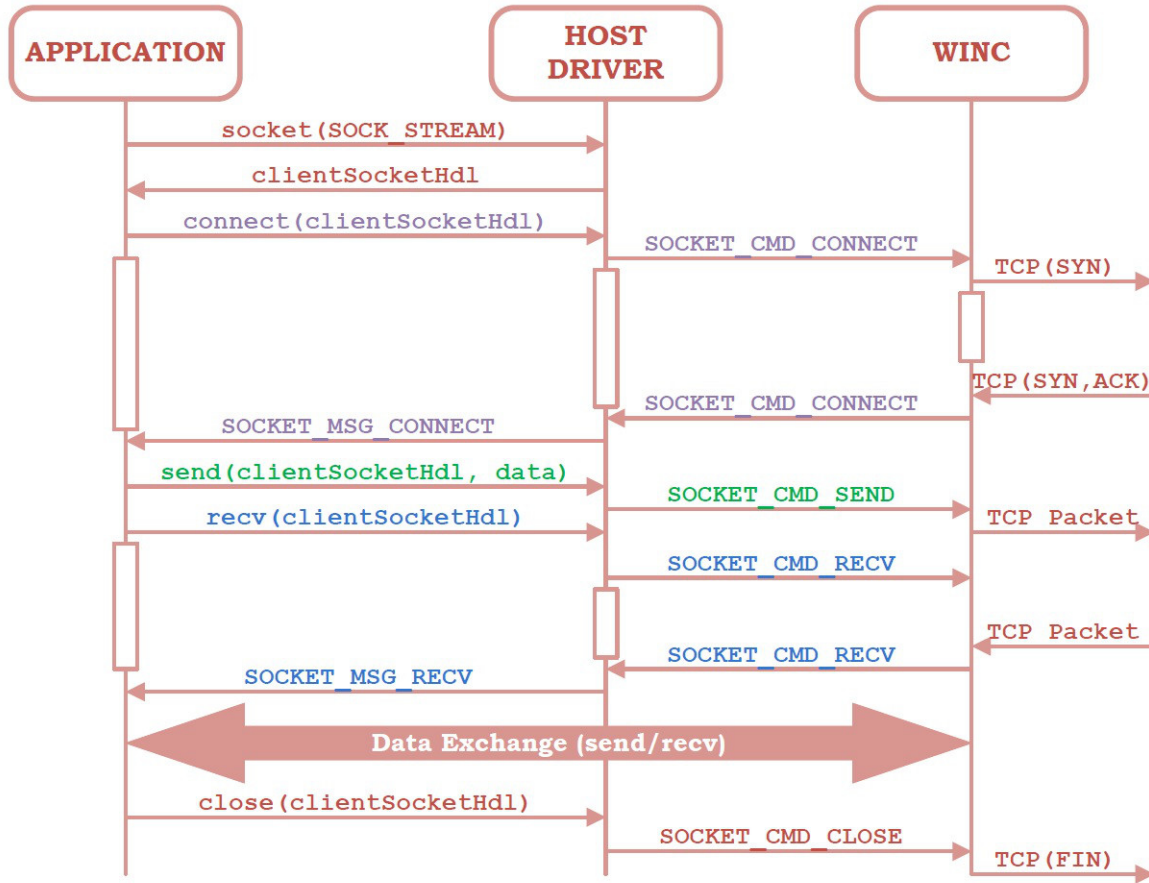 APPLICATION
HOST
DRIVER
WINC
socket(SOCK_STREAM)
clientSocketHdl
connect(clientSocketHdl)
SOCKET_CMD_CONNECT
TCP(SYN)
TCP(SYN,ACK)
SOCKET_CMD_CONNECT
SOCKET_MSG_CONNECT
send(clientSocketHdl, data)
SOCKET_CMD_SEND
recv(clientSocketHdl)
TCP Packet
SOCKET_CMD_RECV
TCP Packet
SOCKET_CMD_RECV
SOCKET_MSG_RECV
Data Exchange (send/recv)
close(clientSocketHdl)
SOCKET_CMD_CLOSE
TCP(FIN)